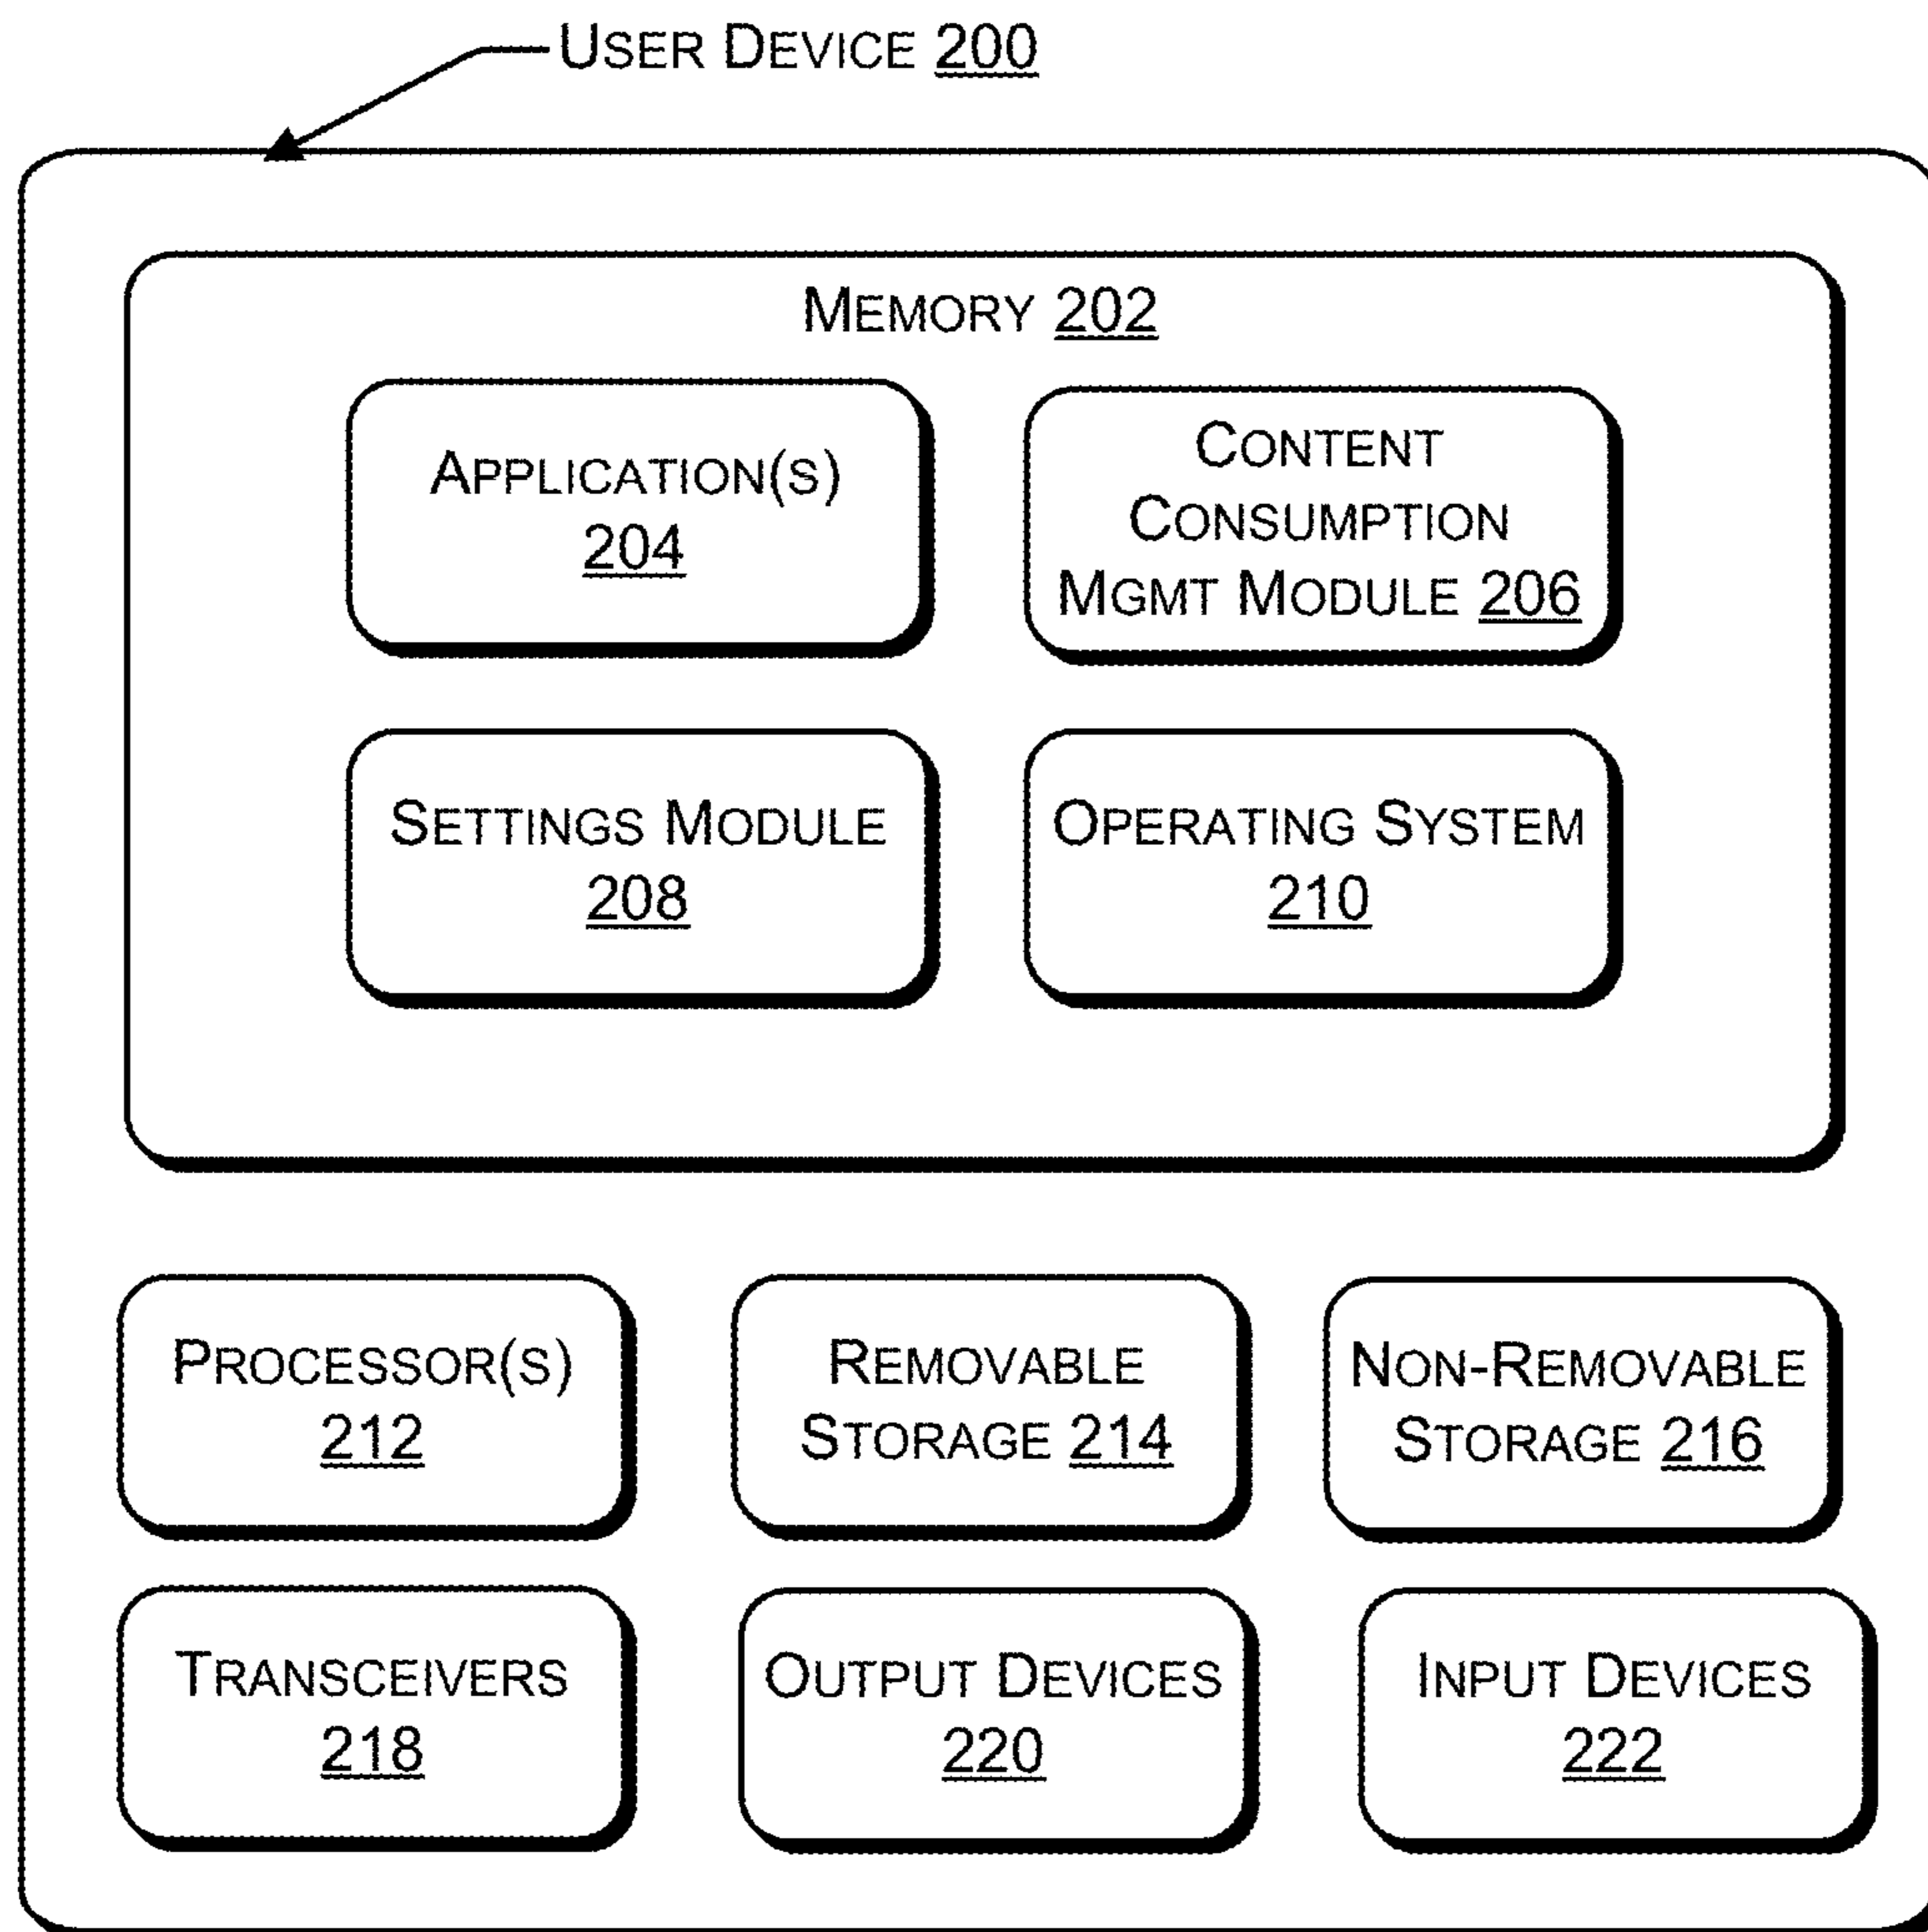 USER DEVICE 200
MEMORY 202
APPLICATION(S)
204
CONTENT
CONSUMPTION
MGMT MODULE 206
SETTINGS MODULE
208
OPERATING SYSTEM
210
PROCESSOR(S)
212
REMOVABLE
STORAGE 214
NON-REMOVABLE
STORAGE 216
TRANSCEIVERS
218
OUTPUT DEVICES
220
INPUT DEVICES
222